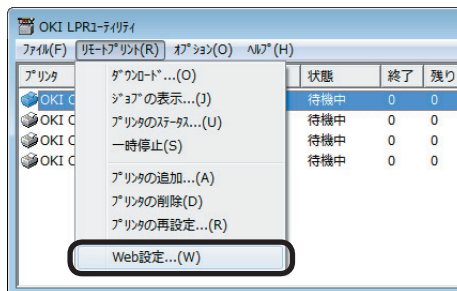 OKI LPRﾕｰﾃｨﾘﾃｨ
ﾌｧｲﾙ(F) ﾘﾓｰﾄﾌﾟﾘﾝﾄ(R) ｵﾌﾟｼｮﾝ(O) ﾍﾙﾌﾟ(H)
ﾌﾟﾘﾝﾀ 状態 終了 残り
OKI C 待機中 0 0
OKI C 待機中 0 0
OKI C 待機中 0 0
OKI C 待機中 0 0
ﾀﾞｳﾝﾛｰﾄﾞ...(O)
ｼﾞｮﾌﾞの表示...(J)
ﾌﾟﾘﾝﾀのｽﾃｰﾀｽ...(U)
一時停止(S)
ﾌﾟﾘﾝﾀの追加...(A)
ﾌﾟﾘﾝﾀの削除(D)
ﾌﾟﾘﾝﾀの再設定...(R)
Web設定...(W)